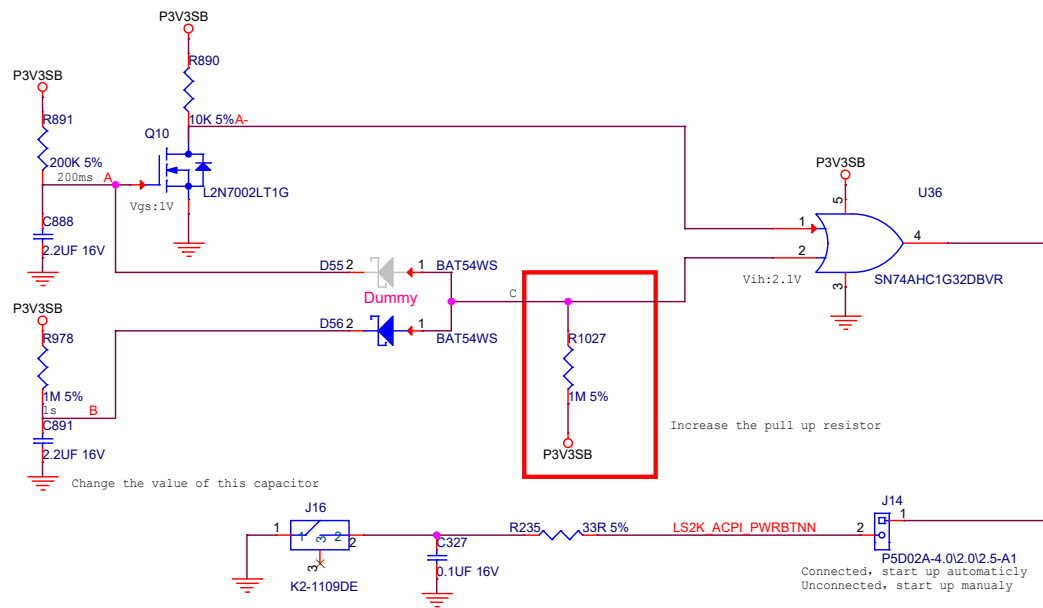 P3V3SB
R890
10K 5%
A-
P3V3SB
R891
200K 5%
200ms
A
Q10
L2N7002LT1G
Vgs:1V
C888
2.2UF 16V
D55
2
1
BAT54WS
Dummy
D56
2
1
BAT54WS
C
P3V3SB
U36
5
1
2
4
3
Vih:2.1V
SN74AHC1G32DBVR
P3V3SB
R978
1M 5%
1s
B
C891
2.2UF 16V
Change the value of this capacitor
R1027
1M 5%
P3V3SB
Increase the pull up resistor
J16
1
1
3
2
2
3
K2-1109DE
C327
0.1UF 16V
R235
33R 5%
LS2K_ACPI_PWRBTNN
J14
1
2
P5D02A-4.0\2.0\2.5-A1
Connected, start up automaticly
Unconnected, start up manualy